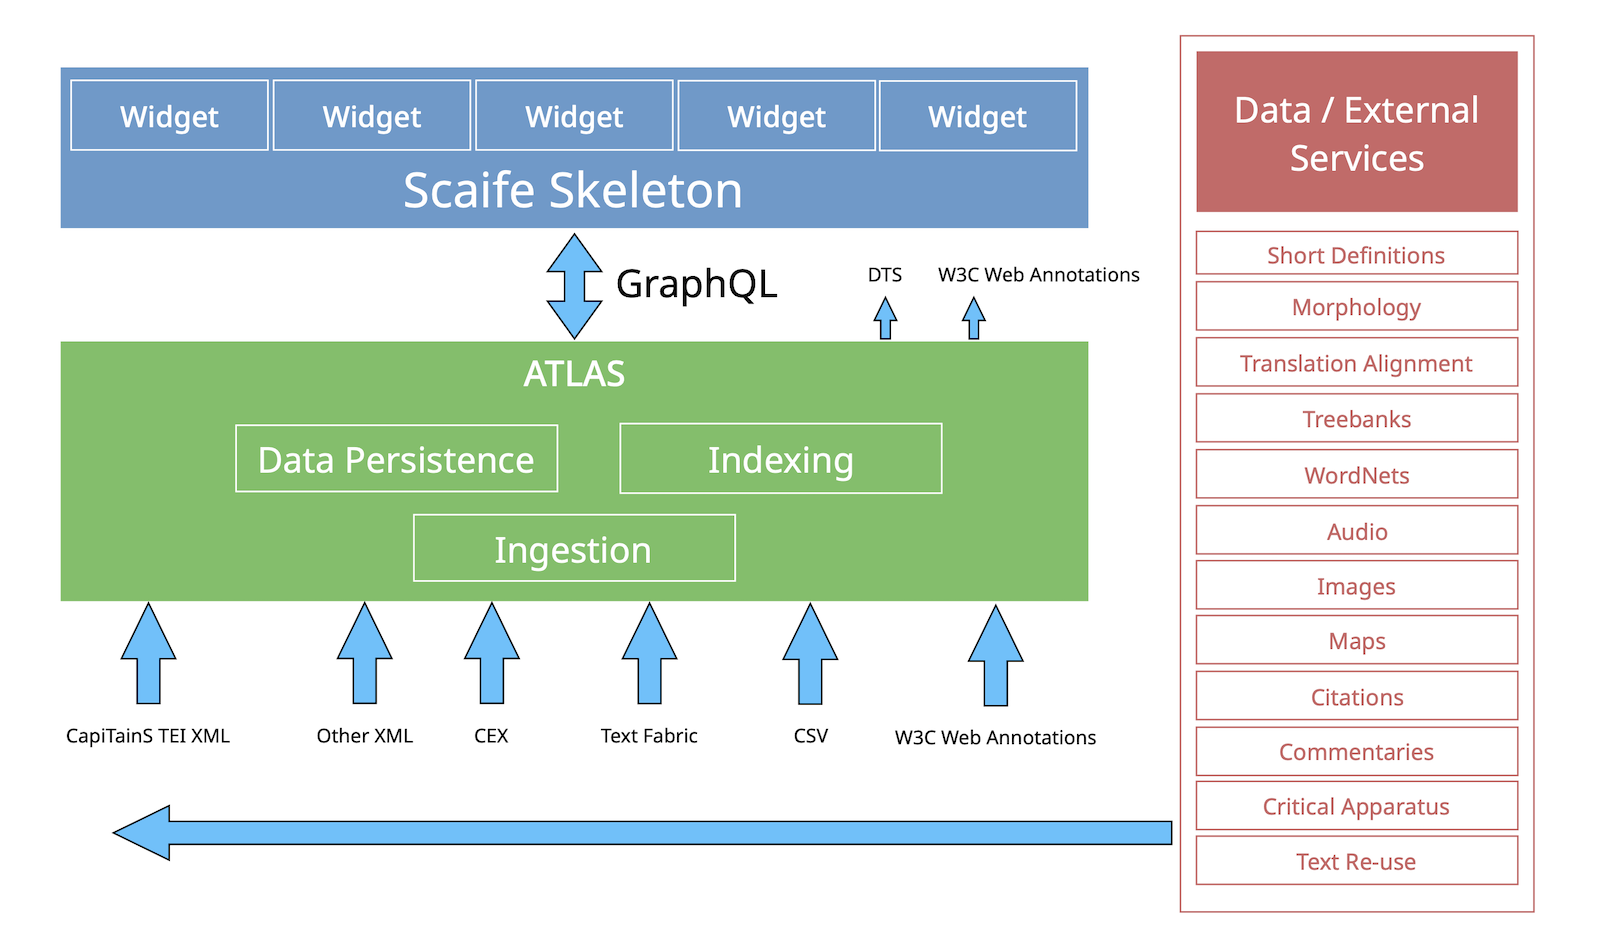 Widget
Widget
Widget
Widget
Widget
Scaife Skeleton
GraphQL
DTS
W3C Web Annotations
ATLAS
Data Persistence
Indexing
Ingestion
CapiTainS TEI XML
Other XML
CEX
Text Fabric
CSV
W3C Web Annotations
Data / External
Services
Short Definitions
Morphology
Translation Alignment
Treebanks
WordNets
Audio
Images
Maps
Citations
Commentaries
Critical Apparatus
Text Re-use